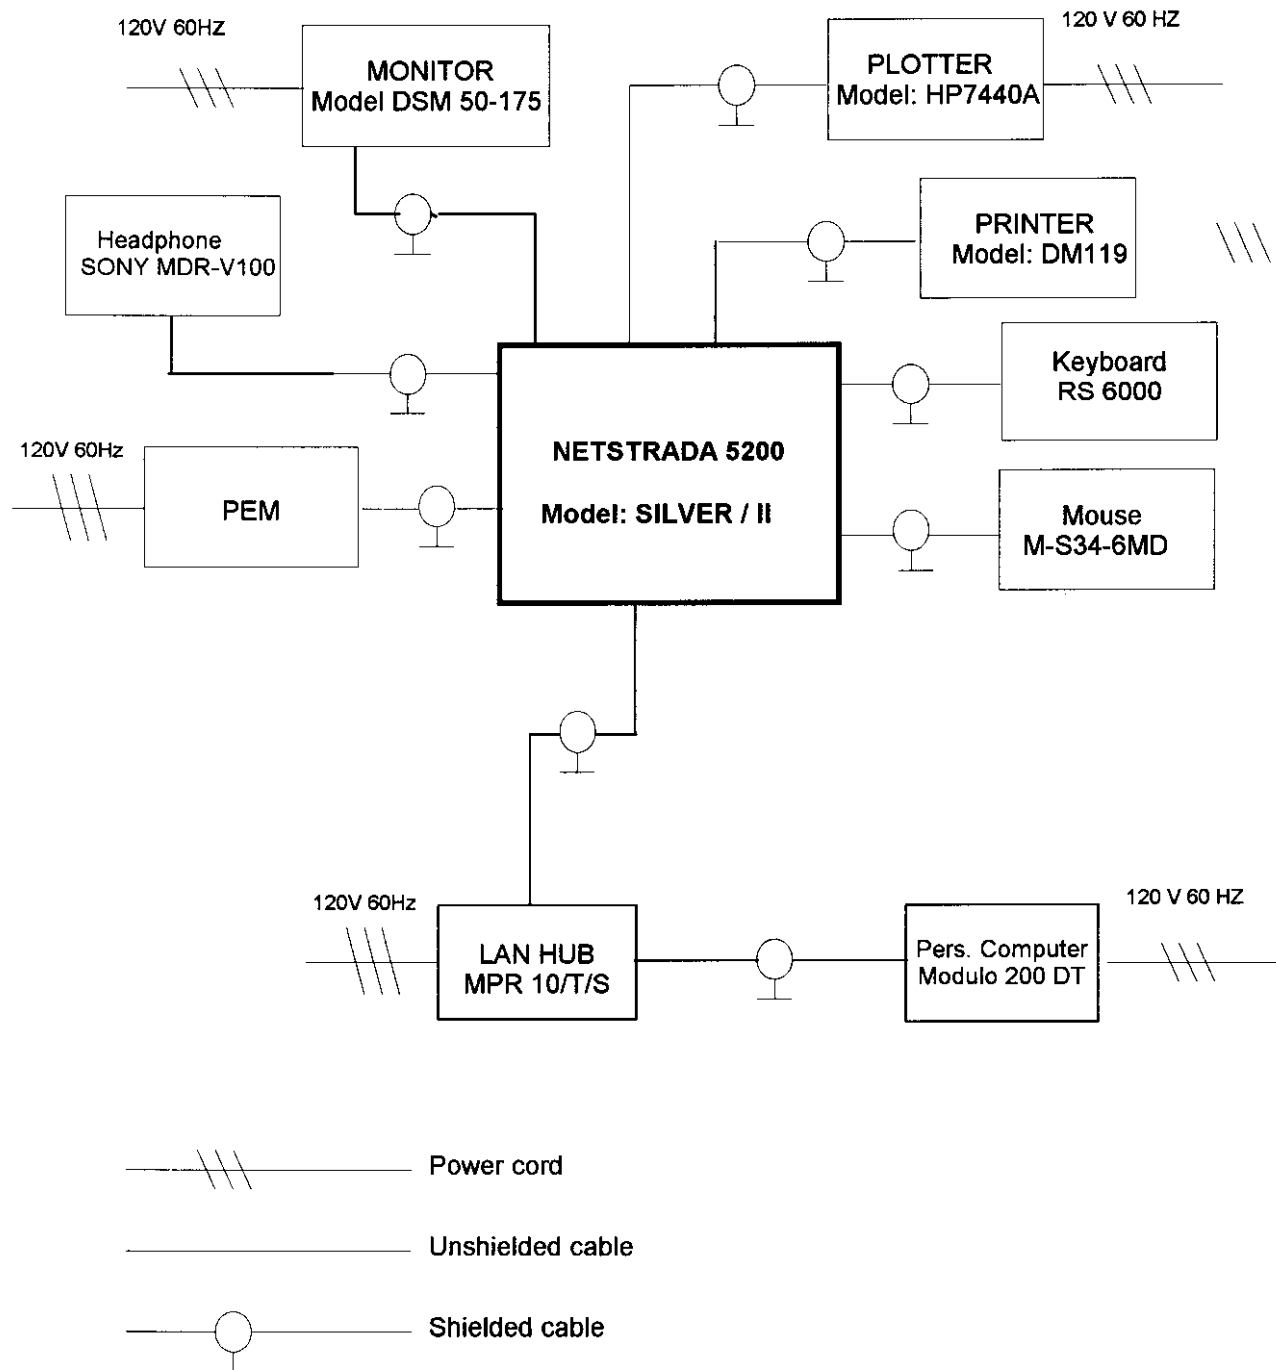 120V 60HZ
120 V 60 HZ
MONITOR
Model DSM 50-175
PLOTTER
Model: HP7440A
Headphone
SONY MDR-V100
PRINTER
Model: DM119
Keyboard
RS 6000
120V 60Hz
PEM
NETSTRADA 5200
Model: SILVER / II
Mouse
M-S34-6MD
120V 60Hz
120 V 60 HZ
LAN HUB
MPR 10/T/S
Pers. Computer
Modulo 200 DT
Power cord
Unshielded cable
Shielded cable